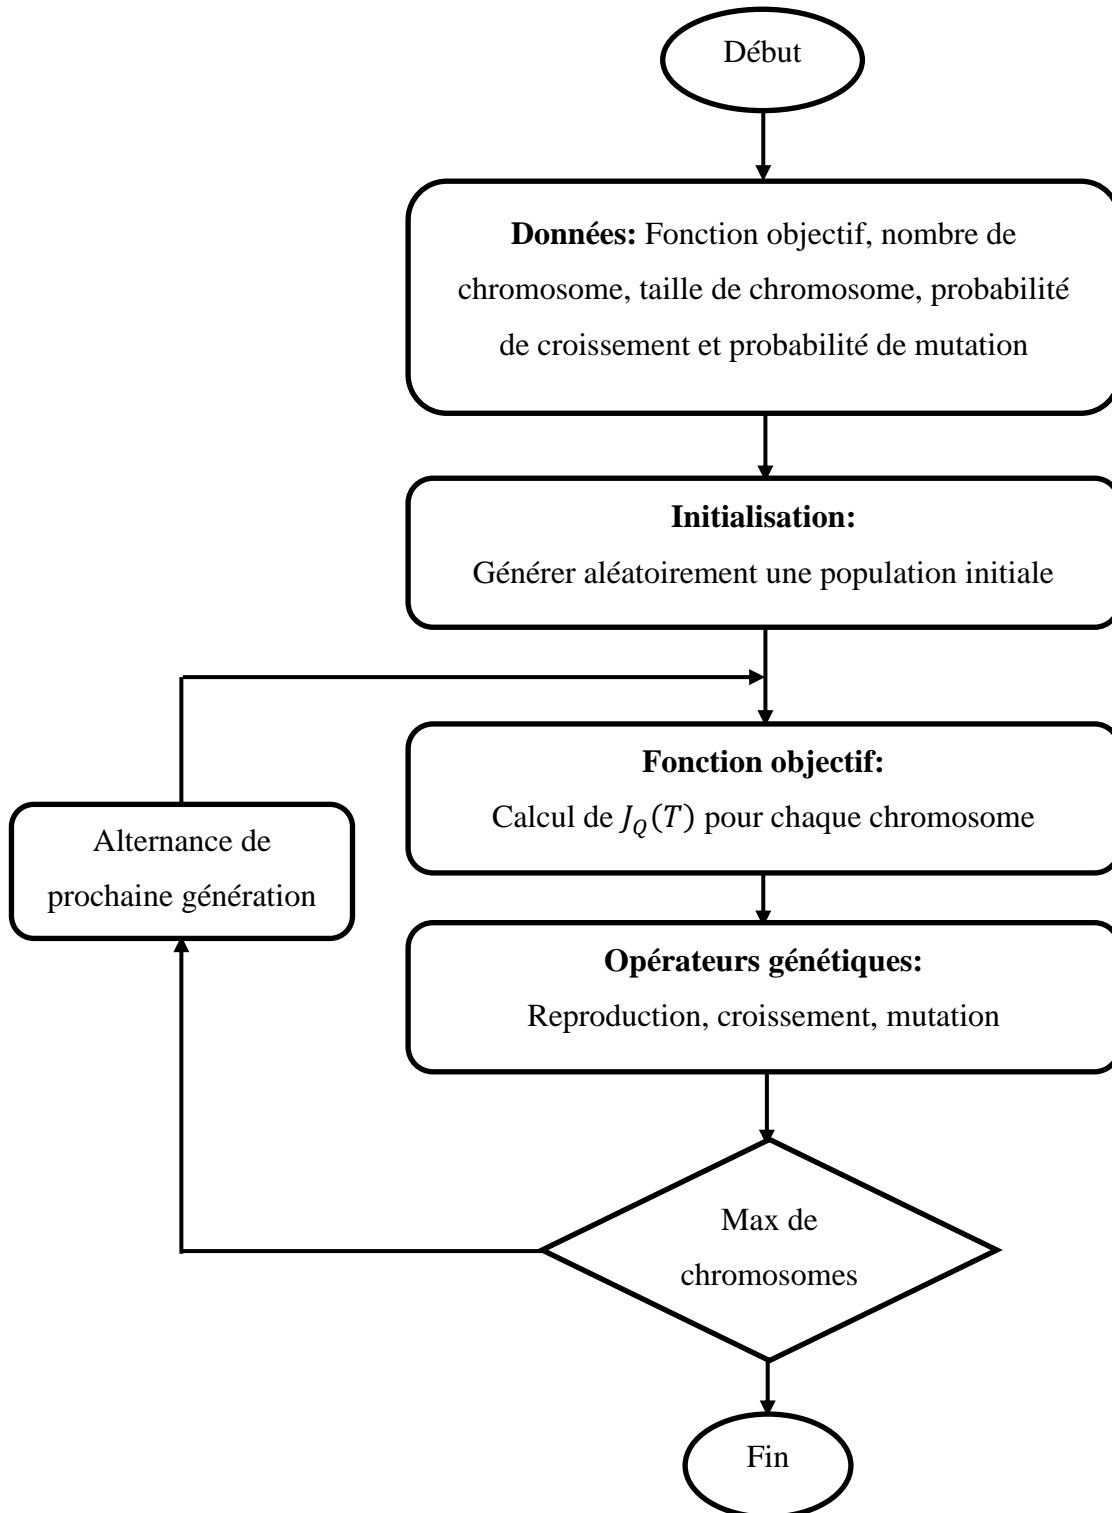 Début
Données: Fonction objectif, nombre de
chromosome, taille de chromosome, probabilité
de croissement et probabilité de mutation
Initialisation:
Générer aléatoirement une population initiale
Fonction objectif:
Calcul de J_Q(T) pour chaque chromosome
Alternance de
prochaine génération
Opérateurs génétiques:
Reproduction, croissement, mutation
Max de
chromosomes
Fin